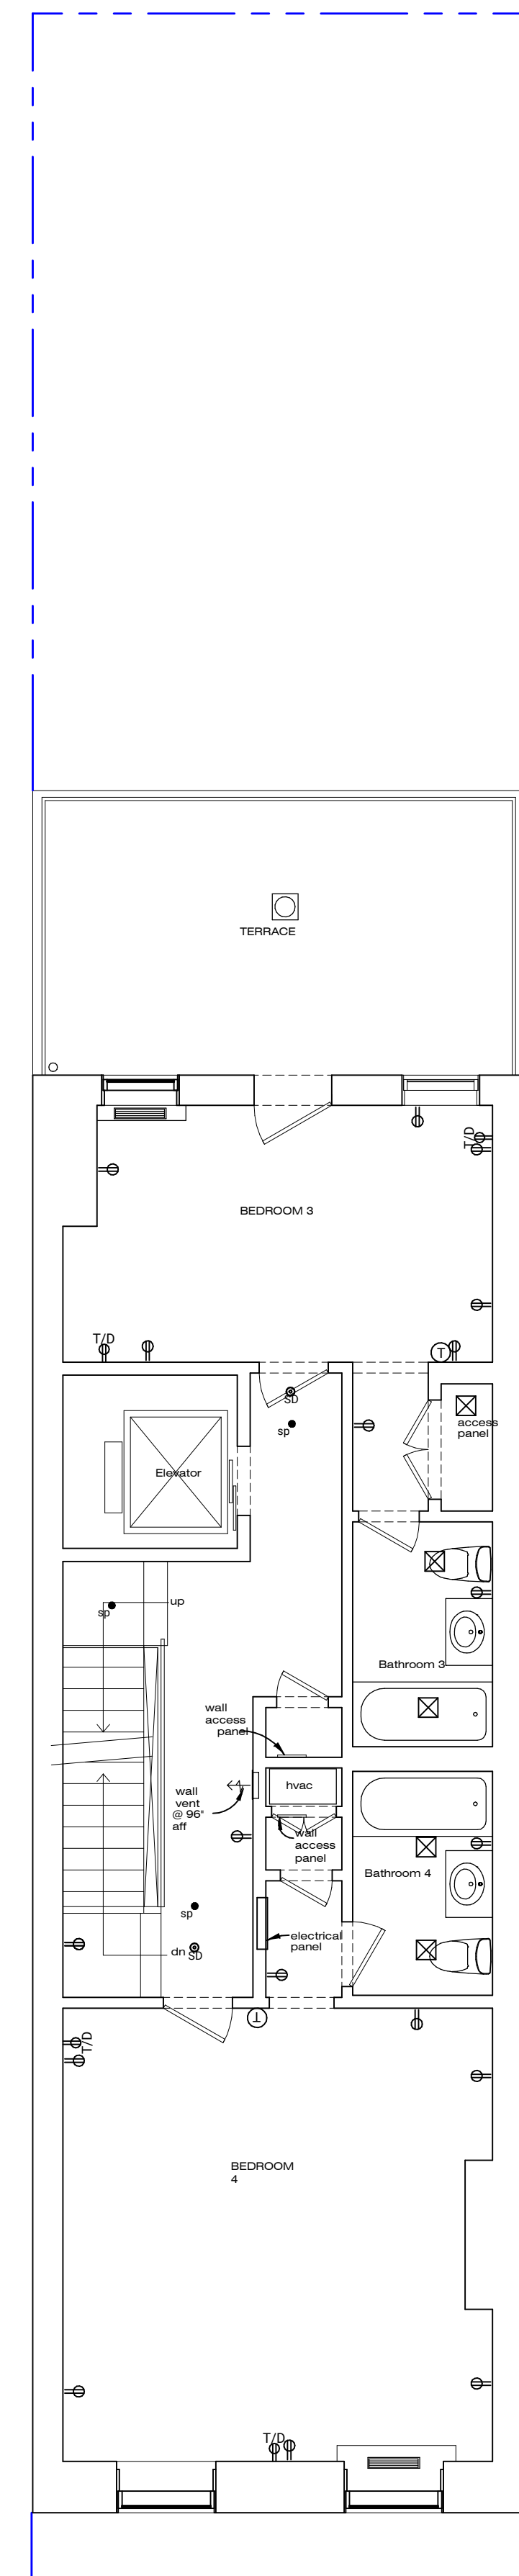 TERRACE
T/D
BEDROOM 3
T/D
T
SD
sp
access
panel
Elevator
up
sp
Bathroom 3
wall
access
panel
hvac
wall
vent
@ 96"
aff
wall
access
panel
Bathroom 4
sp
electrical
panel
dn
SD
T
T/D
BEDROOM
4
T/D